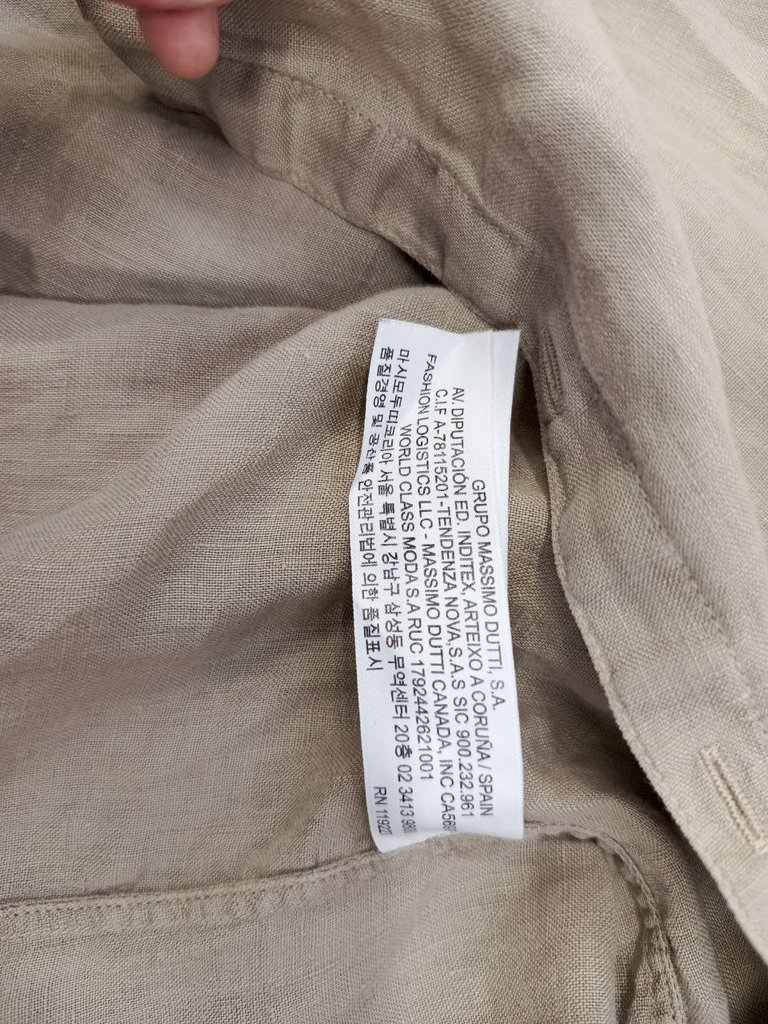 GRUPO MASSIMO DUTTI, S.A.
AV. DIPUTACIÓN ED. INDITEX, ARTEIXO A CORUÑA / SPAIN
C.I.F A-78115201-TENDENZA NOVA,S.A.S SIC 900.232.961
FASHION LOGISTICS LLC - MASSIMO DUTTI CANADA, INC
WORLD CLASS MODA S.A RUC 1792442621001
마시모두띠코리아 서울 특별시 강남구 삼성동 무역센터 20층 02 3413
품질경영 및 공산품 안전관리법에 의한 품질표시
RN